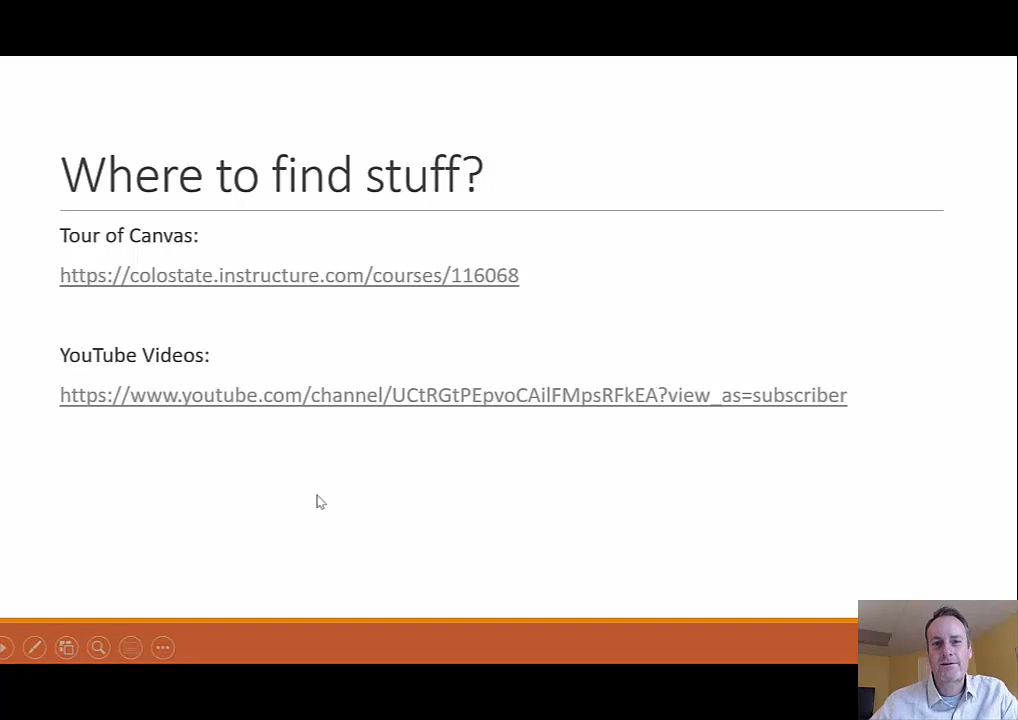 Where to find stuff?
Tour of Canvas:
https://colostate.instructure.com/courses/116068
YouTube Videos:
https://www.youtube.com/channel/UCtRGtPEpvoCAilFMpsRFkEA?view_as=subscriber